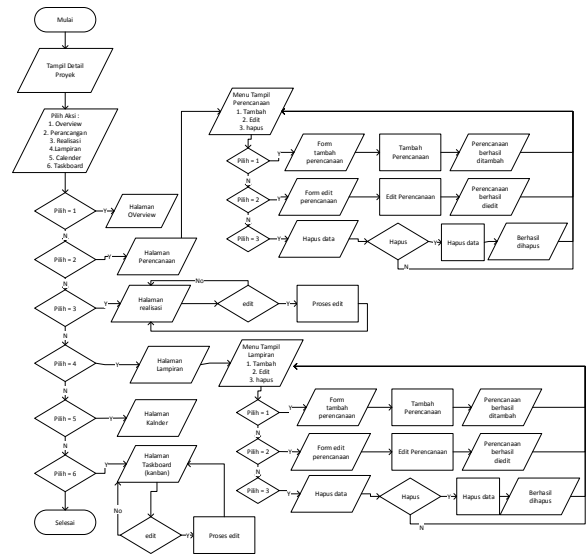 Mulai
Tampil Detail
Proyek
Pilih Aksi :
1. Overview
2. Perancangan
3. Realisasi
4.Lampiran
5. Calender
6. Taskboard
Pilih = 1
Y
Halaman
OVerview
N
Pilih = 2
Y
Halaman
Perencanaan
N
Pilih = 3
Y
Halaman
realisasi
No
edit
Y
Proses edit
N
Pilih = 4
Y
Halaman
Lampiran
N
Pilih = 5
Y
Halaman
Kalnder
N
Pilih = 6
Y
Halaman
Taskboard
(kanban)
No
edit
Y
Proses edit
N
Selesai
Menu Tampil
Perencanaan
1. Tambah
2. Edit
3. hapus
Pilih = 1
Y
Form
tambah
perencanaan
Tambah
Perencanaan
Perencanaan
berhasil
ditambah
N
Pilih = 2
Y
Form edit
perencanaan
Edit Perencanaan
Perencanaan
berhasil
diedit
N
Pilih = 3
Y
Hapus data
Hapus
Y
Hapus data
Berhasil
dihapus
N
Menu Tampil
Lampiran
1. Tambah
2. Edit
3. hapus
Pilih = 1
Y
Form
tambah
perencanaan
Tambah
Perencanaan
Perencanaan
berhasil
ditambah
N
Pilih = 2
Y
Form edit
perencanaan
Edit Perencanaan
Perencanaan
berhasil
diedit
N
Pilih = 3
Y
Hapus data
Hapus
Y
Hapus data
Berhasil
dihapus
N